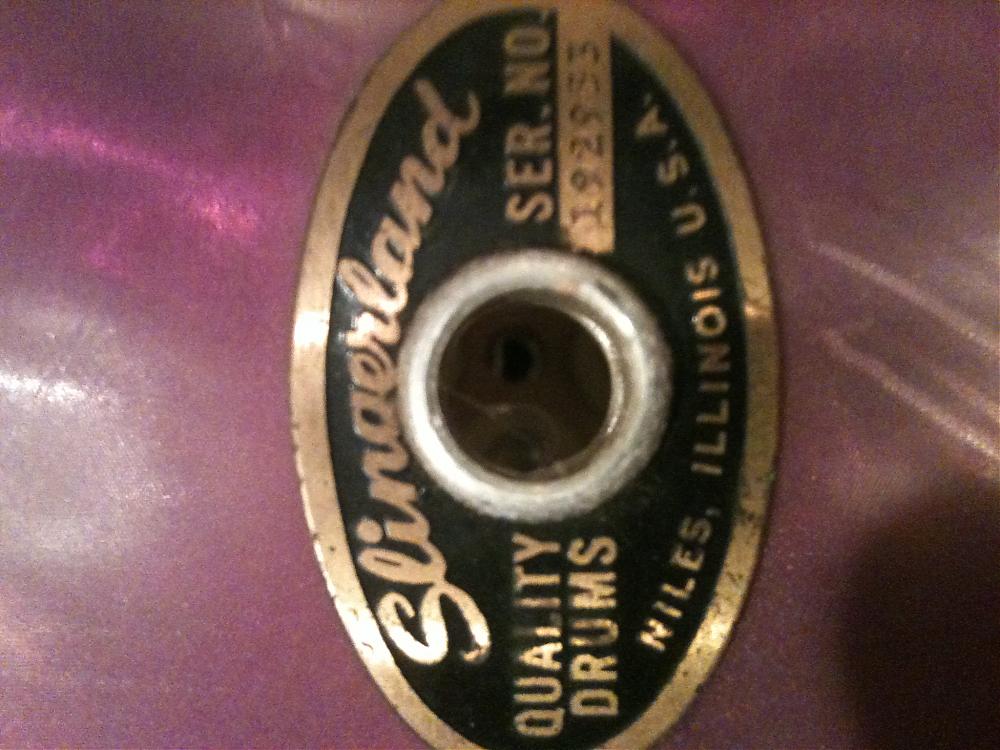 Slingerland
QUALITY
DRUMS
SER. NO.
NILES, ILLINOIS U.S.A.